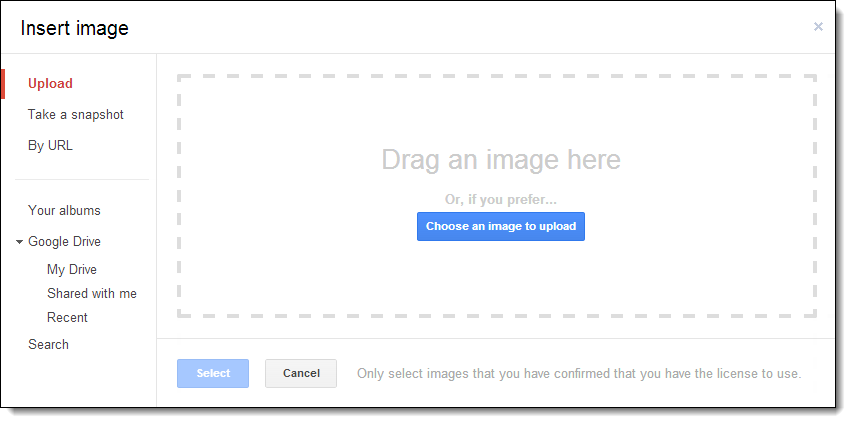 Insert image
×
Upload
Take a snapshot
By URL
Your albums
Google Drive
My Drive
Shared with me
Recent
Search
Drag an image here
Or, if you prefer...
Choose an image to upload
Select
Cancel
Only select images that you have confirmed that you have the license to use.